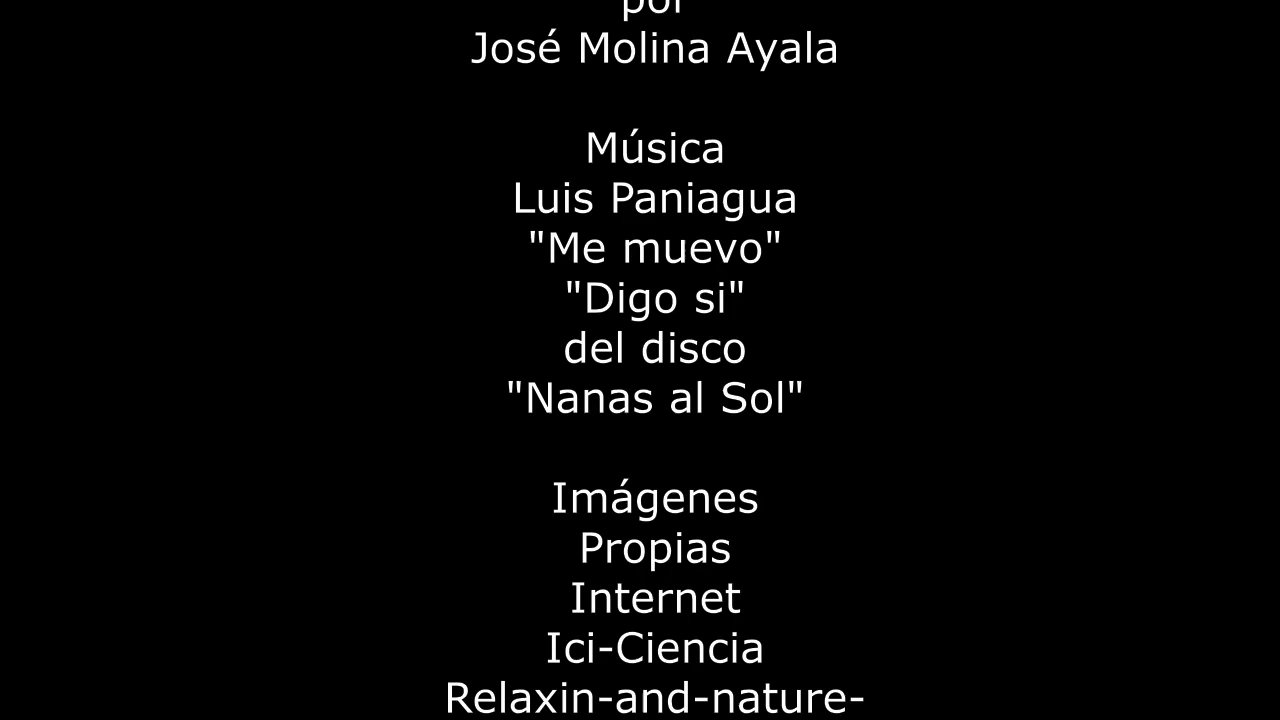 por
José Molina Ayala
Música
Luis Paniagua
"Me muevo"
"Digo si"
del disco
"Nanas al Sol"
Imágenes
Propias
Internet
Ici-Ciencia
Relaxin-and-nature-